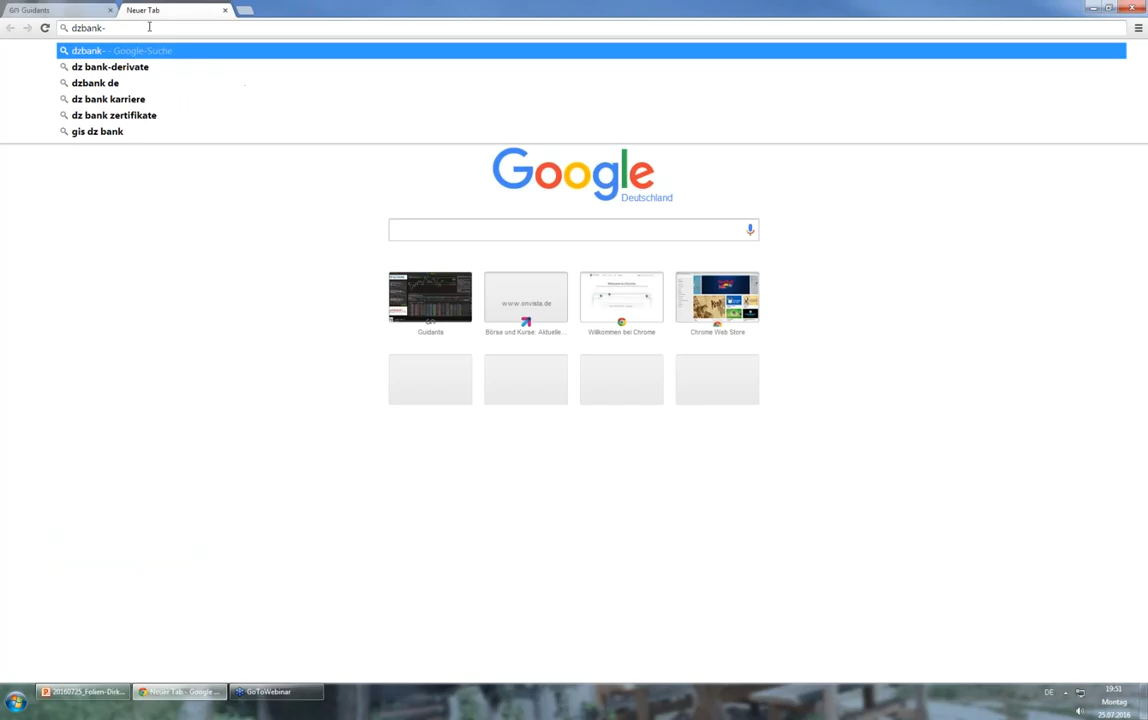 Guidants
Neuer Tab
dzbank-
dzbank- - Google-Suche
dz bank-derivate
dzbank de
dz bank karriere
dz bank zertifikate
gis dz bank
Google
Deutschland
www.onvista.de
Guidants
Börse und Kurse: Aktuelle...
Willkommen bei Chrome
Chrome Web Store
20160725_Folien-Dirk...
Neuer Tab - Google ...
GoToWebinar
DE
19:51
Montag
25.07.2016